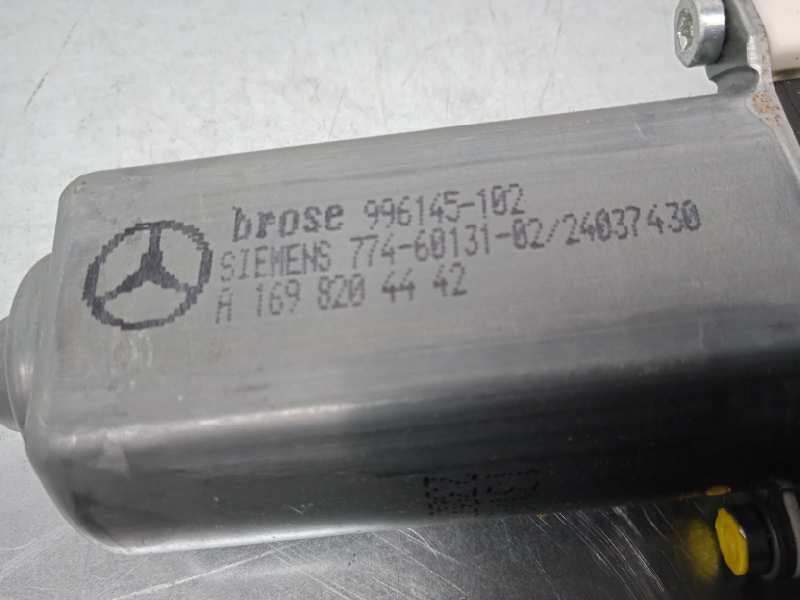 brose 996145-102
SIEMENS 774-60131-02/24037430
A 169 820 44 42